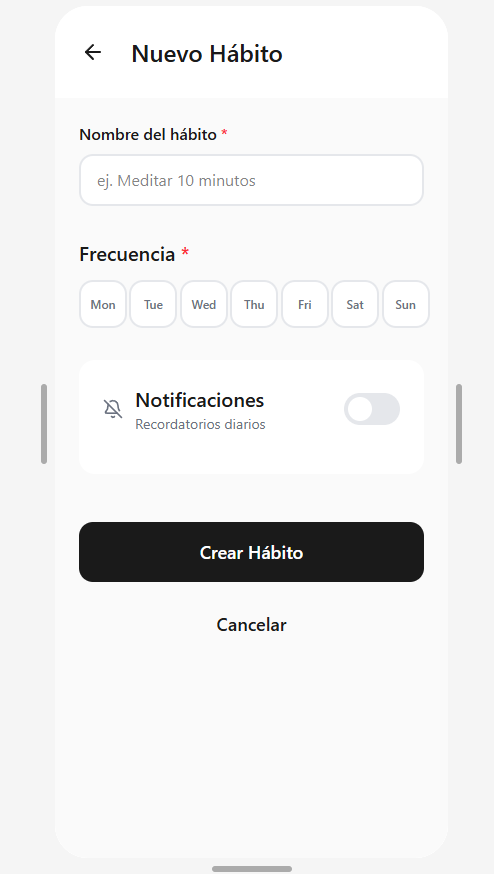 Nuevo Hábito
Nombre del hábito *
ej. Meditar 10 minutos
Frecuencia *
Mon Tue Wed Thu Fri Sat Sun
Notificaciones
Recordatorios diarios
Crear Hábito
Cancelar